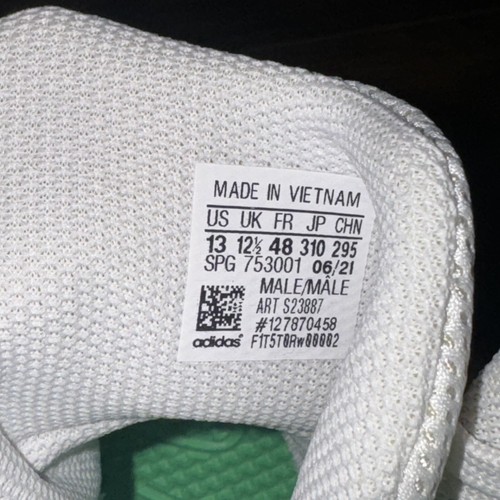 MADE IN VIETNAM
US UK FR JP CHN
13 12½ 48 310 295
SPG 753001 06/21
MALE/MÂLE
ART S23887
#127870458
adidas F1T5T0Rw00002